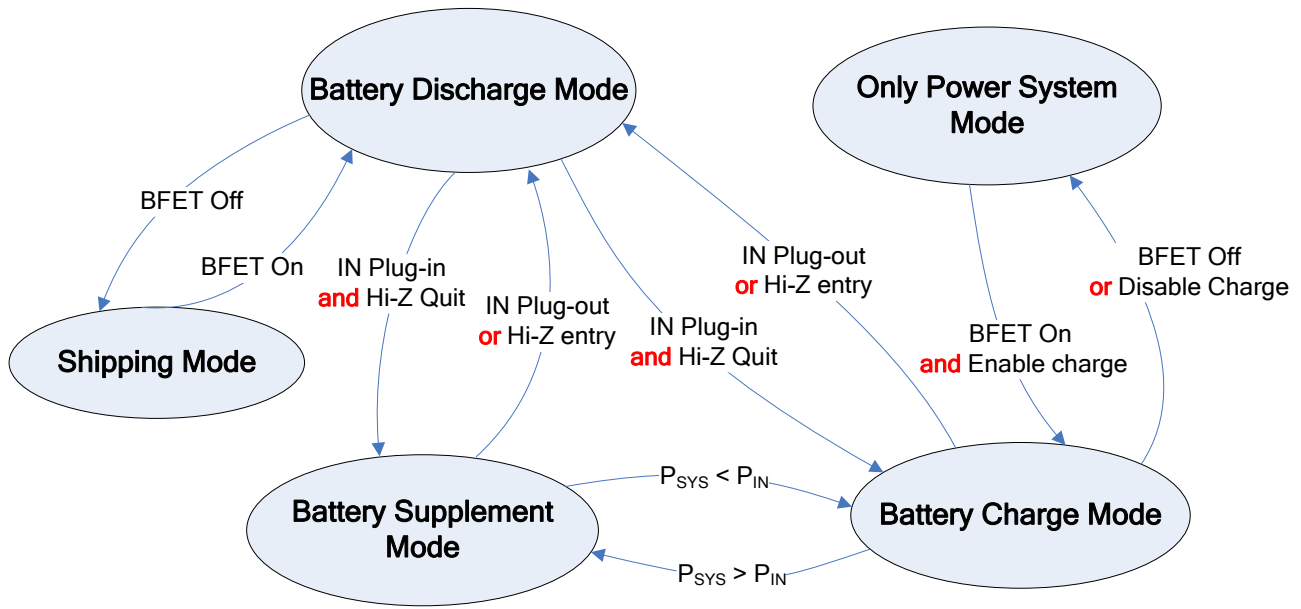 Battery Discharge Mode
Only Power System
Mode
BFET Off
BFET On
IN Plug-in
and Hi-Z Quit
IN Plug-out
or Hi-Z entry
IN Plug-in
and Hi-Z Quit
IN Plug-out
or Hi-Z entry
BFET Off
or Disable Charge
BFET On
and Enable charge
Shipping Mode
PSYS < PIN
Battery Supplement
Mode
Battery Charge Mode
PSYS > PIN